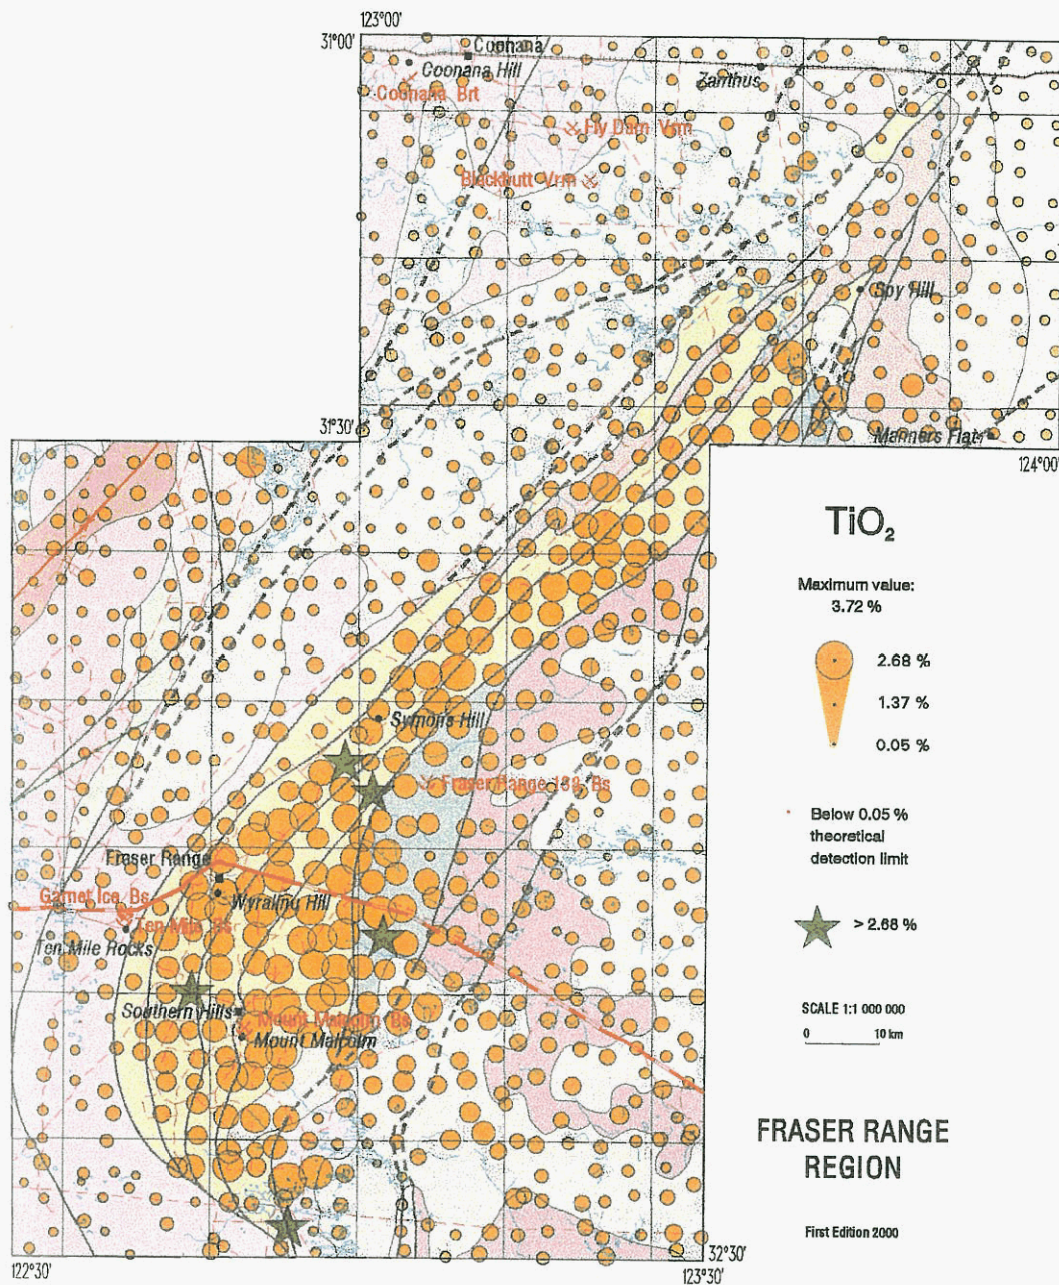 123°00'
31°00'
Coonana
Coonana Hill
Zanthus
Coonana Brt
Fly Dam Vrm
Blackbutt Vrm
Spy Hill
31°30'
Manners Flat
124°00'
TiO₂
Maximum value:
3.72 %
2.68 %
1.37 %
0.05 %
Symons Hill
Fraser Range 133 Bs
Below 0.05 %
theoretical
detection limit
Fraser Range
Garnet Ice Bs
Wyralinu Hill
Ten Mile Bs
Ten Mile Rocks
> 2.68 %
Southern Hills
Mount Malcolm Bs
Mount Malcolm
SCALE 1:1 000 000
0 10 km
FRASER RANGE
REGION
First Edition 2000
32°30'
122°30'
123°30'